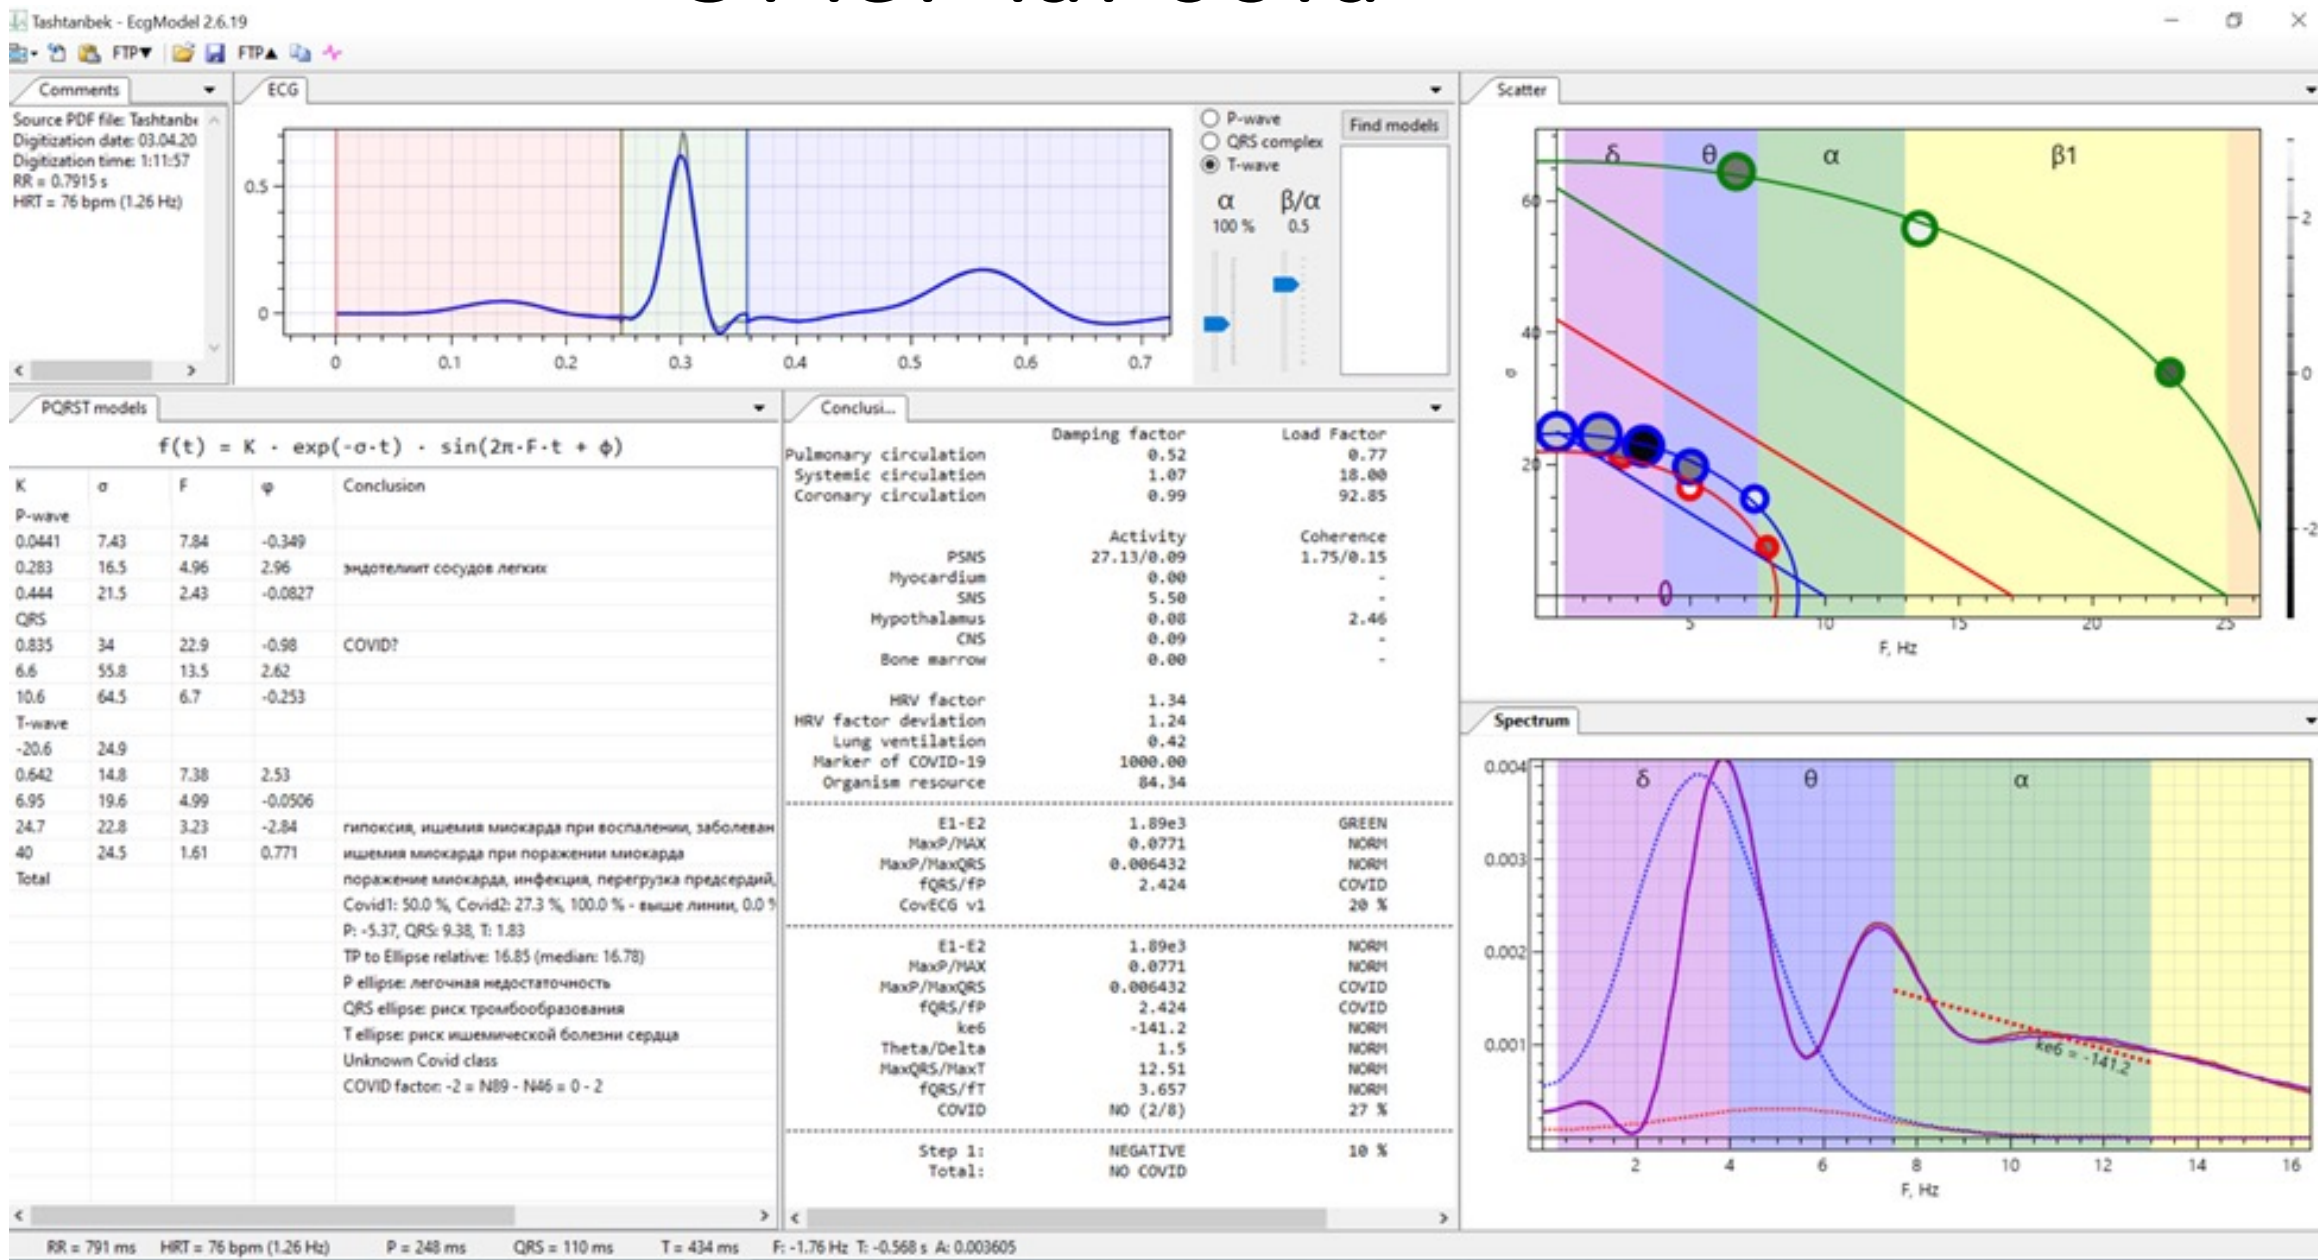 Tashtanbek - EcgModel 2.6.19
FTP▼ FTP▲
Comments
Source PDF file: Tashtanbe
Digitization date: 03.04.20
Digitization time: 1:11:57
RR = 0.7915 s
HRT = 76 bpm (1.26 Hz)
ECG
0.5
0
0 0.1 0.2 0.3 0.4 0.5 0.6 0.7
P-wave
QRS complex
T-wave
α β/α
100 % 0.5
Find models
Scatter
δ θ α β1
60
40
20
σ
0
5 10 15 20 25
F, Hz
2
0
-2
PQRST models
f(t) = K · exp(-σ·t) · sin(2π·F·t + ϕ)
K σ F φ Conclusion
P-wave
0.0441 7.43 7.84 -0.349
0.283 16.5 4.96 2.96 эндотелиит сосудов легких
0.444 21.5 2.43 -0.0827
QRS
0.835 34 22.9 -0.98 COVID?
6.6 55.8 13.5 2.62
10.6 64.5 6.7 -0.253
T-wave
-20.6 24.9
0.642 14.8 7.38 2.53
6.95 19.6 4.99 -0.0506
24.7 22.8 3.23 -2.84 гипоксия, ишемия миокарда при воспалении, заболеван
40 24.5 1.61 0.771 ишемия миокарда при поражении миокарда
Total поражение миокарда, инфекция, перегрузка предсердий,
Covid1: 50.0 %, Covid2: 27.3 %, 100.0 % - выше линии, 0.0 %
P: -5.37, QRS: 9.38, T: 1.83
TP to Ellipse relative: 16.85 (median: 16.78)
P ellipse: легочная недостаточность
QRS ellipse: риск тромбообразования
T ellipse: риск ишемической болезни сердца
Unknown Covid class
COVID factor: -2 = N89 - N46 = 0 - 2
Conclusi...
Damping factor Load Factor
Pulmonary circulation 0.52 0.77
Systemic circulation 1.07 18.00
Coronary circulation 0.99 92.85
Activity Coherence
PSNS 27.13/0.09 1.75/0.15
Myocardium 0.00 -
SNS 5.50 -
Hypothalamus 0.08 2.46
CNS 0.09 -
Bone marrow 0.00 -
HRV factor 1.34
HRV factor deviation 1.24
Lung ventilation 0.42
Marker of COVID-19 1000.00
Organism resource 84.34
E1-E2 1.89e3 GREEN
MaxP/MAX 0.0771 NORM
MaxP/MaxQRS 0.006432 NORM
fQRS/fP 2.424 COVID
CovECG v1 20 %
E1-E2 1.89e3 NORM
MaxP/MAX 0.0771 NORM
MaxP/MaxQRS 0.006432 COVID
fQRS/fP 2.424 COVID
ke6 -141.2 NORM
Theta/Delta 1.5 NORM
MaxQRS/MaxT 12.51 NORM
fQRS/fT 3.657 NORM
COVID NO (2/8) 27 %
Step 1: NEGATIVE 10 %
Total: NO COVID
Spectrum
δ θ α
0.004
0.003
0.002
0.001
ke6 = -141.2
2 4 6 8 10 12 14 16
F, Hz
RR = 791 ms HRT = 76 bpm (1.26 Hz) P = 248 ms QRS = 110 ms T = 434 ms F: -1.76 Hz T: -0.568 s A: 0.003605